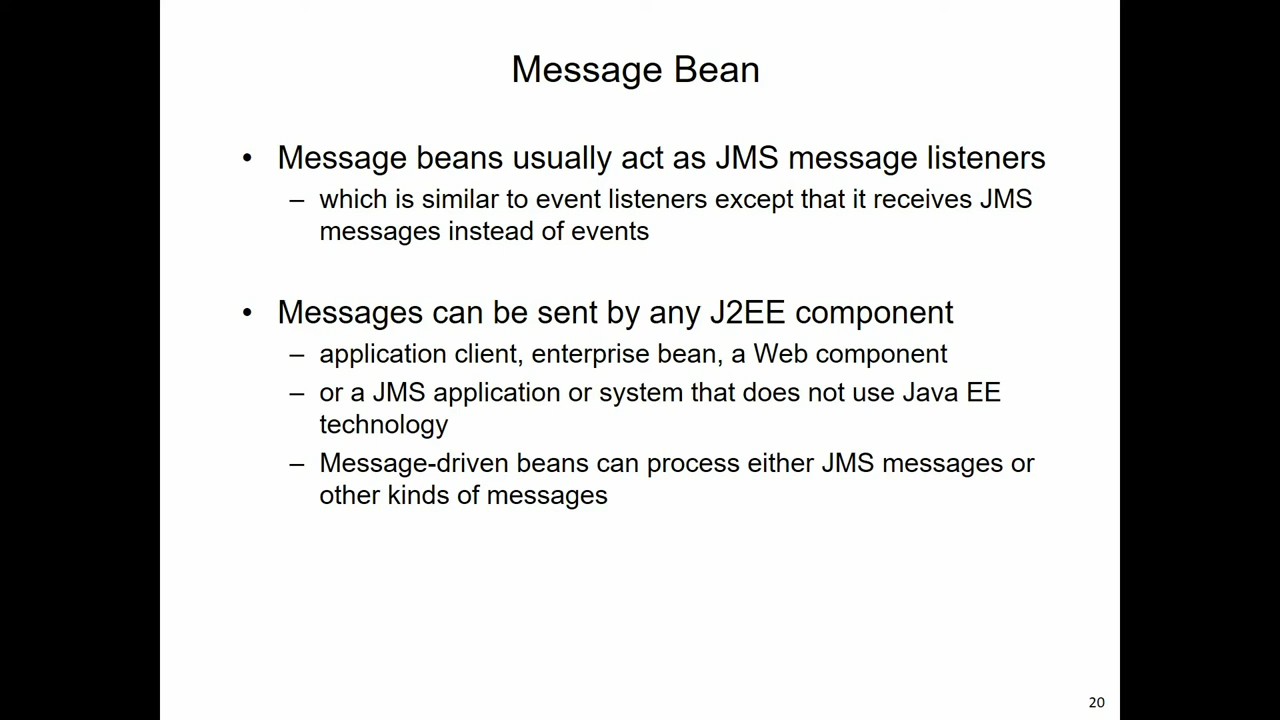 Message Bean
• Message beans usually act as JMS message listeners
– which is similar to event listeners except that it receives JMS
messages instead of events
• Messages can be sent by any J2EE component
– application client, enterprise bean, a Web component
– or a JMS application or system that does not use Java EE
technology
– Message-driven beans can process either JMS messages or
other kinds of messages
20